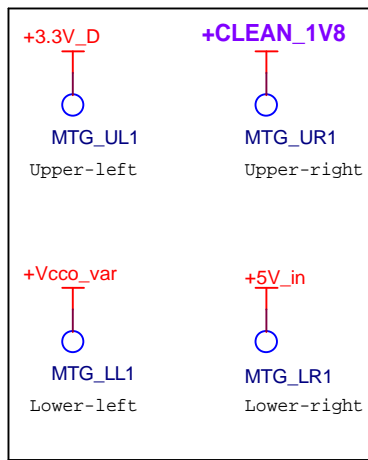 +3.3V_D
+CLEAN_1V8
MTG_UL1
MTG_UR1
Upper-left
Upper-right
+Vcco_var
+5V_in
MTG_LL1
MTG_LR1
Lower-left
Lower-right